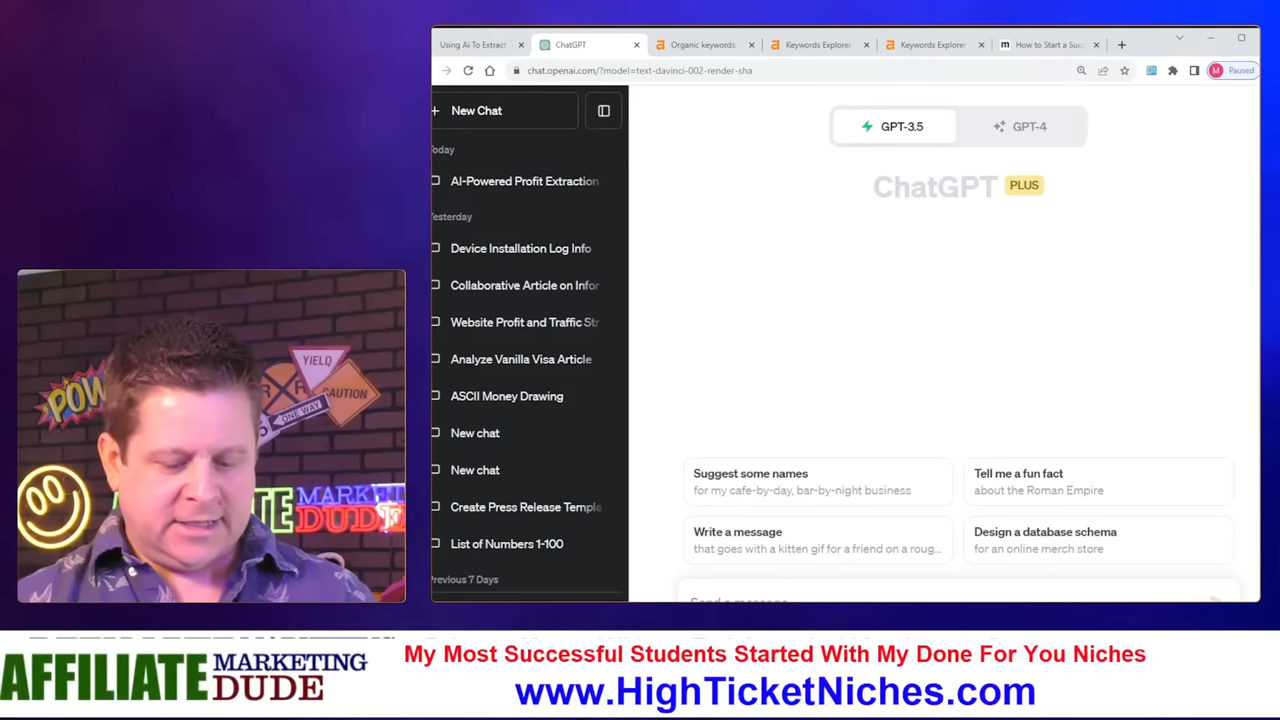 Using Ai To Extract
ChatGPT
Organic keywords
Keywords Explorer
Keywords Explorer
m How to Start a Suc
chat.openai.com/?model=text-davinci-002-render-sha
M Paused
New Chat
GPT-3.5
GPT-4
Today
ChatGPT PLUS
AI-Powered Profit Extraction
Yesterday
Device Installation Log Info
Collaborative Article on Infor
Website Profit and Traffic Str
Analyze Vanilla Visa Article
ASCII Money Drawing
New chat
New chat
Create Press Release Templa
List of Numbers 1-100
Previous 7 Days
Suggest some names
for my cafe-by-day, bar-by-night business
Tell me a fun fact
about the Roman Empire
Write a message
that goes with a kitten gif for a friend on a roug...
Design a database schema
for an online merch store
Send a message
POW
YIELD
R R
CAUTION
ONE WAY
MARKET
DUDE
AFFILIATE MARKETING DUDE
My Most Successful Students Started With My Done For You Niches
www.HighTicketNiches.com